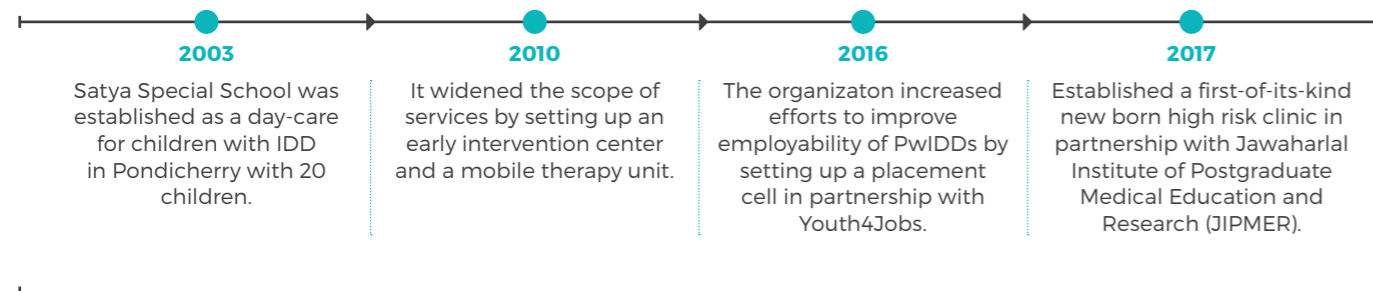 2003
Satya Special School was
established as a day-care
for children with IDD
in Pondicherry with 20
children.
2010
It widened the scope of
services by setting up an
early intervention center
and a mobile therapy unit.
2016
The organizaton increased
efforts to improve
employability of PwIDDs by
setting up a placement
cell in partnership with
Youth4Jobs.
2017
Established a first-of-its-kind
new born high risk clinic in
partnership with Jawaharlal
Institute of Postgraduate
Medical Education and
Research (JIPMER).